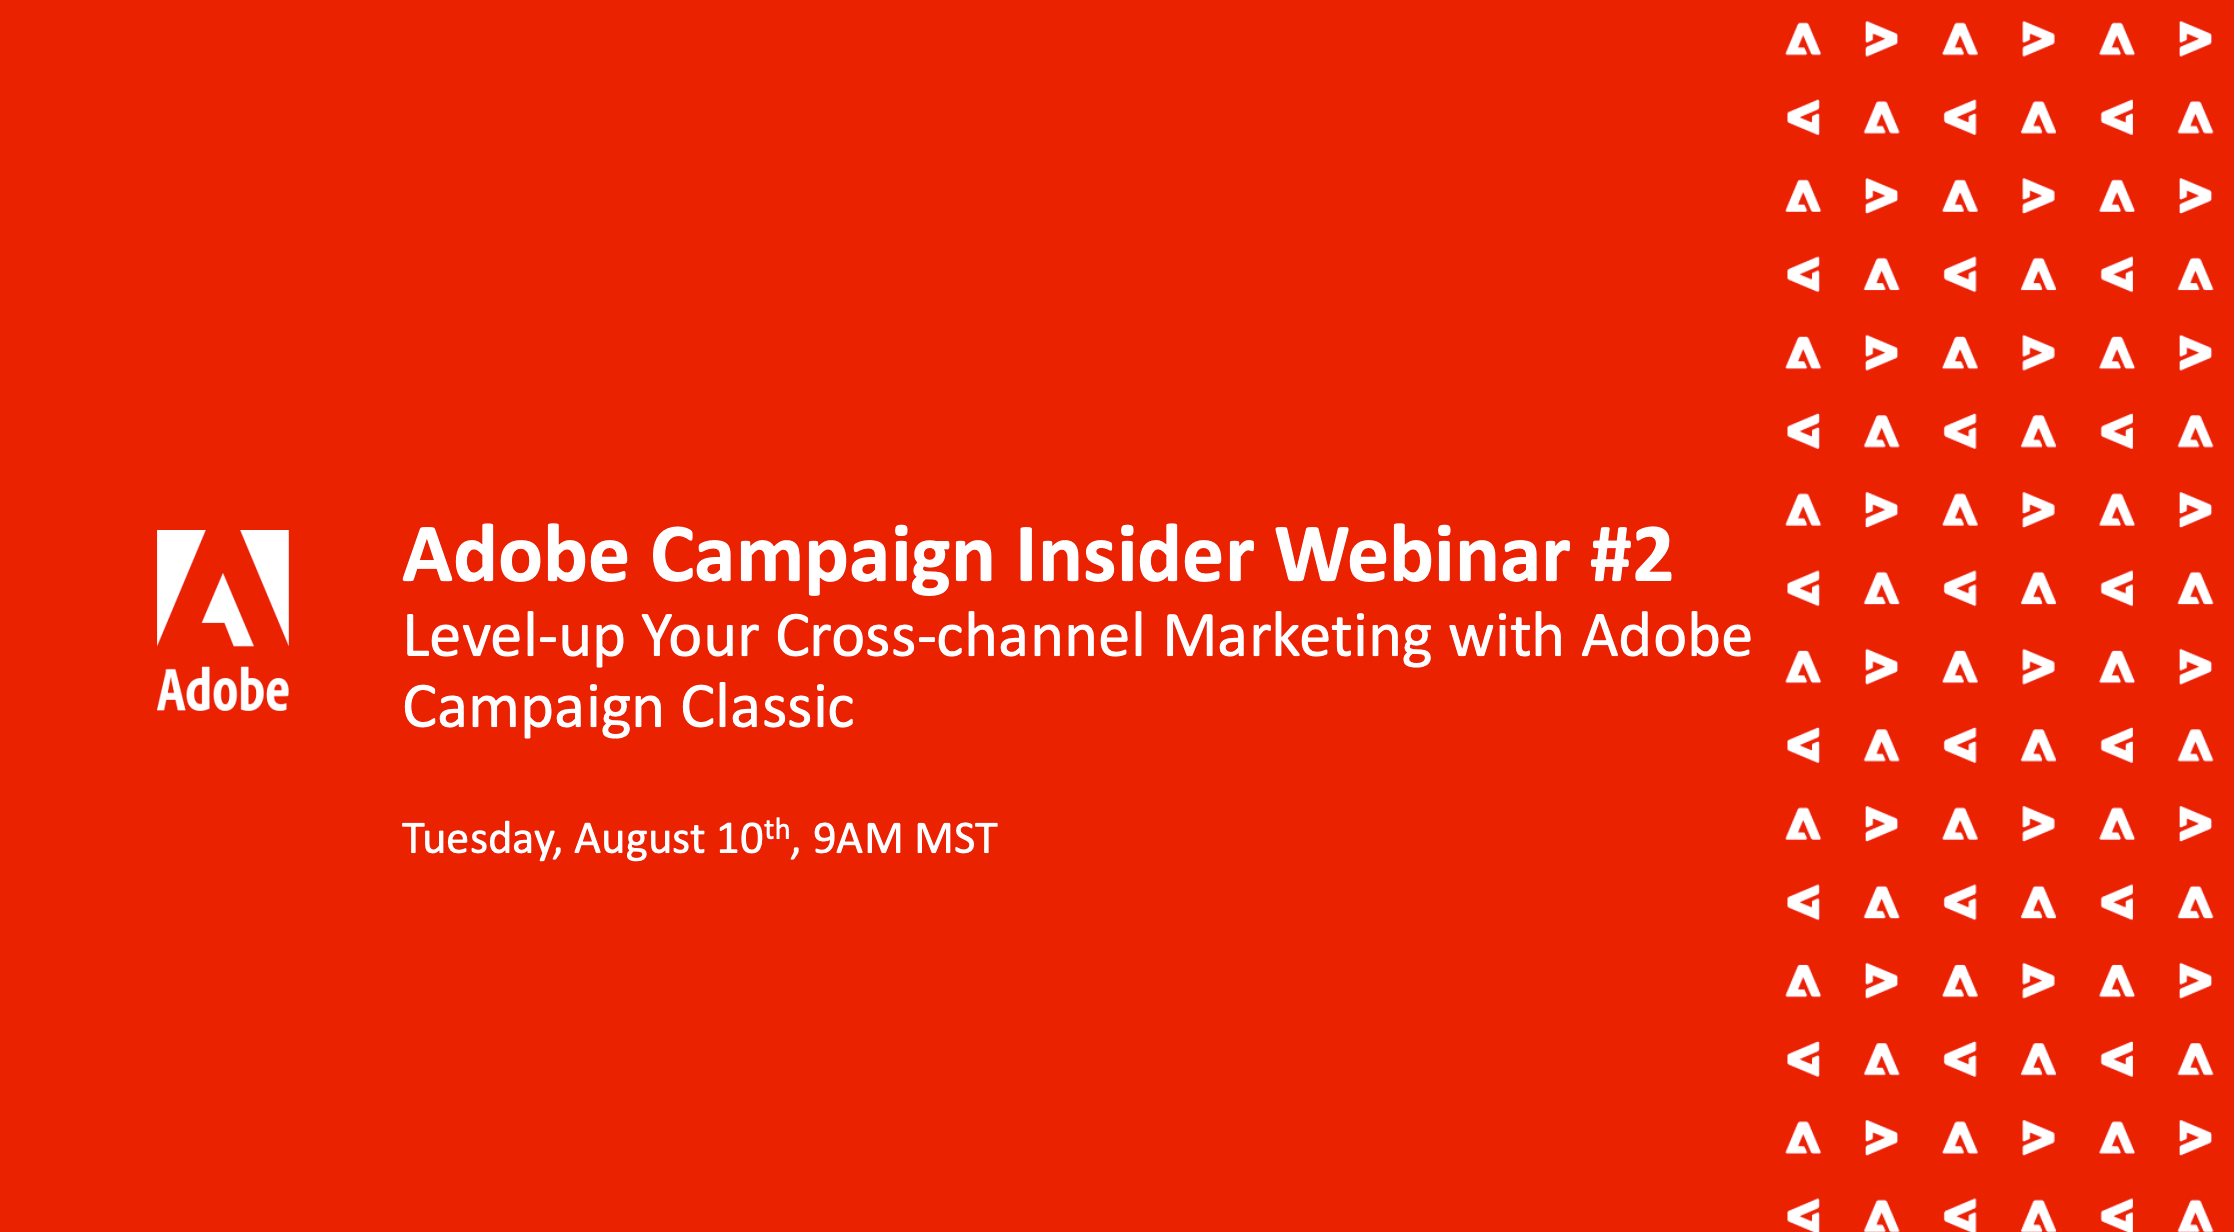 Adobe
Adobe Campaign Insider Webinar #2
Level-up Your Cross-channel Marketing with Adobe
Campaign Classic
Tuesday, August 10th, 9AM MST